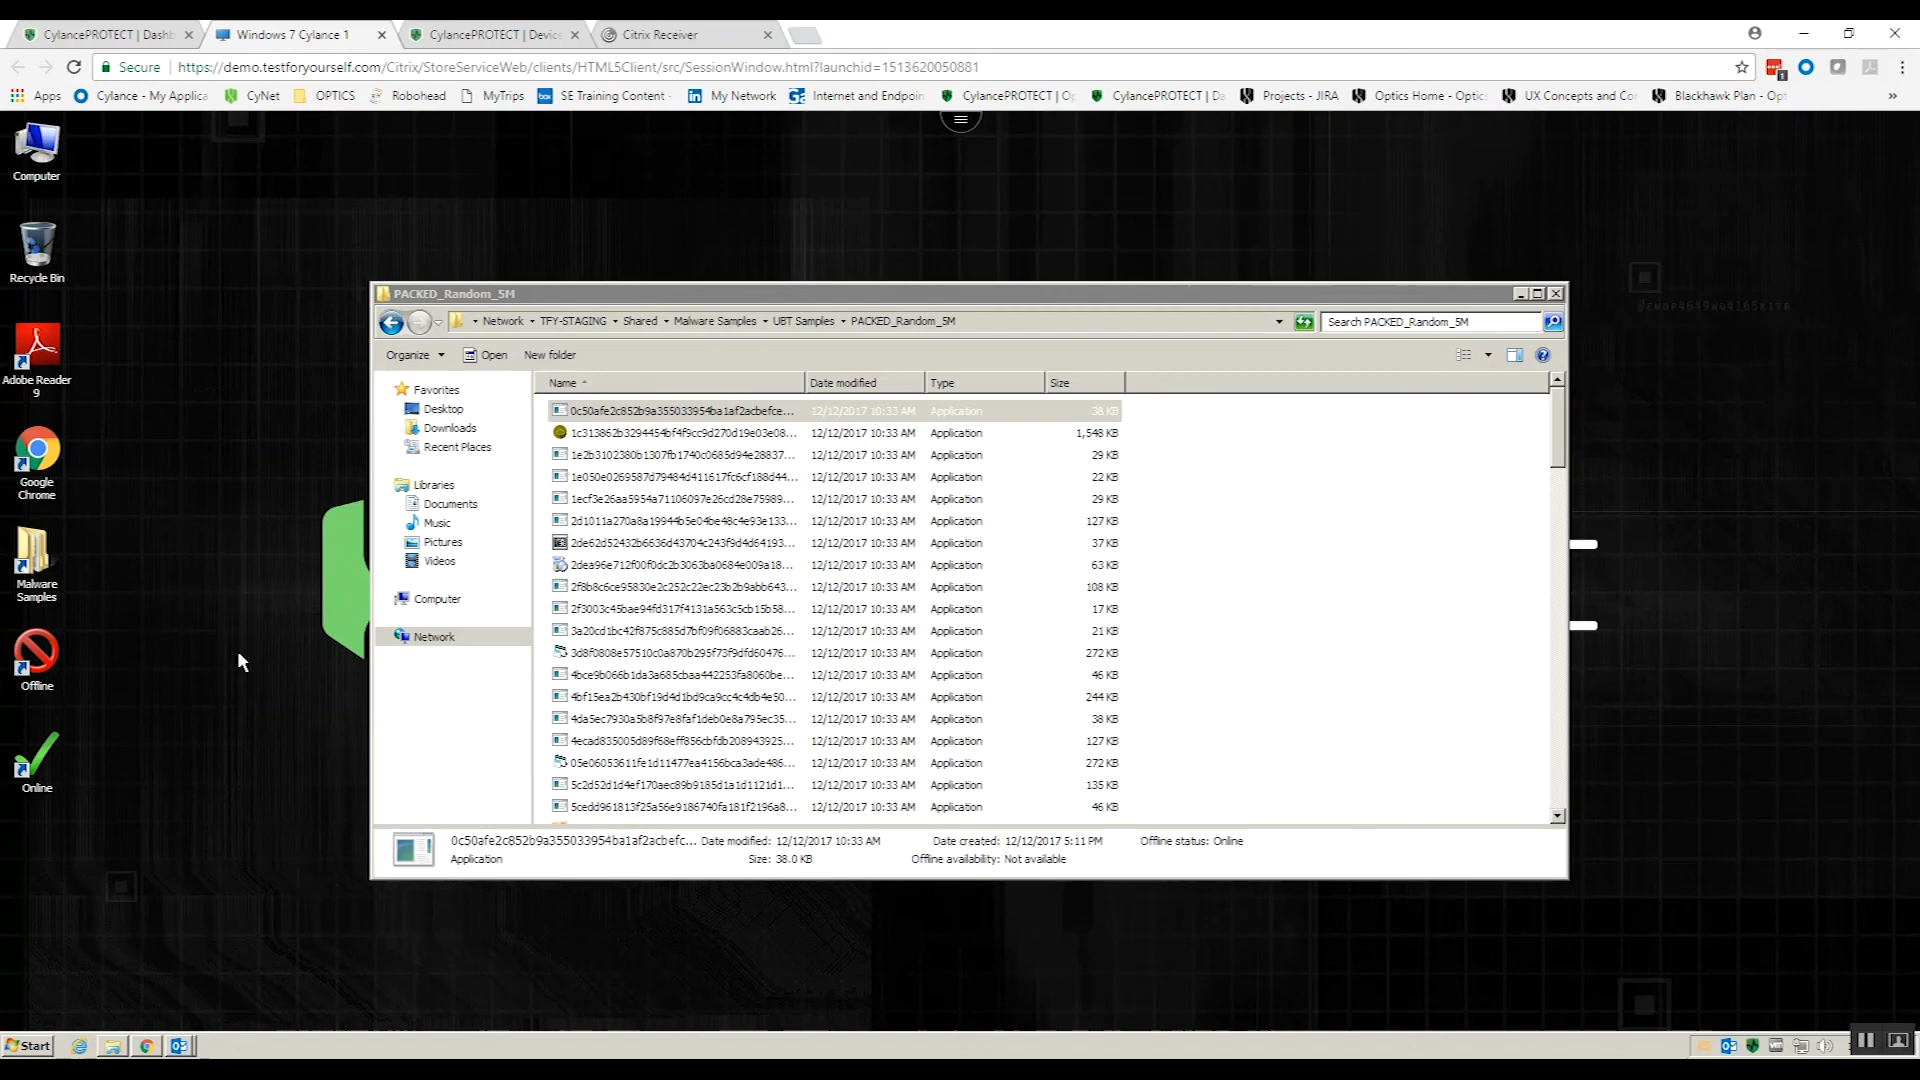 CylancePROTECT | Dashb
Windows 7 Cylance 1
CylancePROTECT | Device
Citrix Receiver
Secure
https://demo.testforyourself.com/Citrix/StoreServiceWeb/clients/HTML5Client/src/SessionWindow.html?launchid=1513620050881
Apps
Cylance - My Applica
CyNet
OPTICS
Robohead
MyTrips
SE Training Content -
My Network
Internet and Endpoin
CylancePROTECT | Op
CylancePROTECT | Da
Projects - JIRA
Optics Home - Optic
UX Concepts and Co
Blackhawk Plan - Opt
Computer
Recycle Bin
Adobe Reader 9
Google Chrome
Malware Samples
Offline
Online
PACKED_Random_5M
Network
TFY-STAGING
Shared
Malware Samples
UBT Samples
PACKED_Random_5M
Search PACKED_Random_5M
Organize
Open
New folder
Favorites
Desktop
Downloads
Recent Places
Libraries
Documents
Music
Pictures
Videos
Computer
Network
Name Date modified Type Size
0c50afe2c852b9a355033954ba1af2acbefce... 12/12/2017 10:33 AM Application 38 KB
1c313862b3294454bf4f9cc9d270d19e03e08... 12/12/2017 10:33 AM Application 1,548 KB
1e2b3102380b1307fb1740c0685d94e28837... 12/12/2017 10:33 AM Application 29 KB
1e050e0269587d79484d411617fc6cf188d44... 12/12/2017 10:33 AM Application 22 KB
1ecf3e26aa5954a71106097e26cd28e75989... 12/12/2017 10:33 AM Application 29 KB
2d1011a270a8a19944b5e04be48c4e93e133... 12/12/2017 10:33 AM Application 127 KB
2de62d52432b6636d43704c243f9d4d64193... 12/12/2017 10:33 AM Application 37 KB
2dea96e712f00f0dc2b3063ba0684e009a18... 12/12/2017 10:33 AM Application 63 KB
2f8b8c6ce95830e2c252c22ec23b2b9abb643... 12/12/2017 10:33 AM Application 108 KB
2f3003c45bae94fd317f4131a563c5cb15b58... 12/12/2017 10:33 AM Application 17 KB
3a20cd1bc42f875c885d7bf09f06883caab26... 12/12/2017 10:33 AM Application 21 KB
3d8f0808e57510c0a870b295f73f9dfd60476... 12/12/2017 10:33 AM Application 272 KB
4bce9b066b1da3a685cbaa442253fa8060be... 12/12/2017 10:33 AM Application 46 KB
4bf15ea2b430bf19d4d1bd9ca9cc4c4db4e50... 12/12/2017 10:33 AM Application 244 KB
4da5ec7930a5b8f97e8faf1deb0e8a795ec35... 12/12/2017 10:33 AM Application 38 KB
4ecad835005d89f68eff856cbfdb208943925... 12/12/2017 10:33 AM Application 127 KB
05e06053611fe1d11477ea4156bca3ade486... 12/12/2017 10:33 AM Application 272 KB
5c2d52d1d4ef170aec89b9185d1a1d1121d1... 12/12/2017 10:33 AM Application 135 KB
5cedd961813f25a56e9186740fa181f2196a8... 12/12/2017 10:33 AM Application 46 KB
0c50afe2c852b9a355033954ba1af2acbefc... Date modified: 12/12/2017 10:33 AM Date created: 12/12/2017 5:11 PM Offline status: Online
Application Size: 38.0 KB Offline availability: Not available
Start